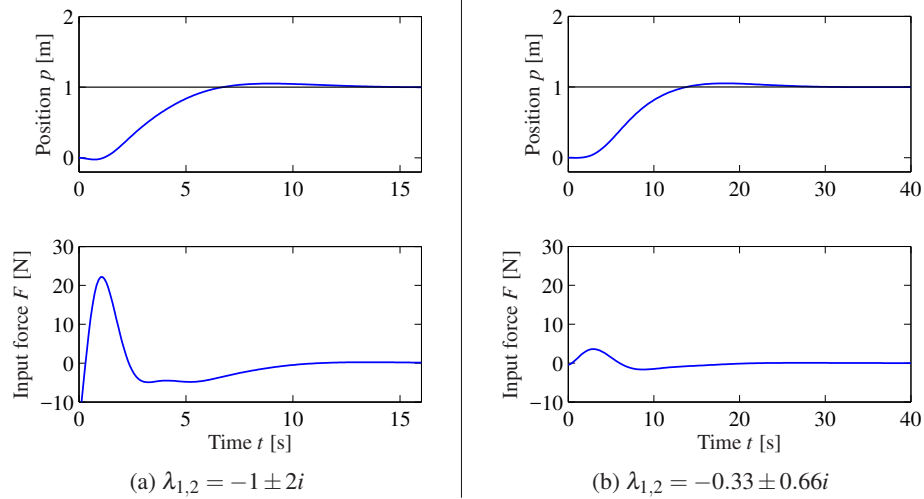 2
1
0
Position p [m]
0 5 10 15
30
20
10
0
−10
Input force F [N]
0 5 10 15
Time t [s]
(a) λ1,2 = −1 ± 2i
2
1
0
Position p [m]
0 10 20 30 40
30
20
10
0
−10
Input force F [N]
0 10 20 30 40
Time t [s]
(b) λ1,2 = −0.33 ± 0.66i